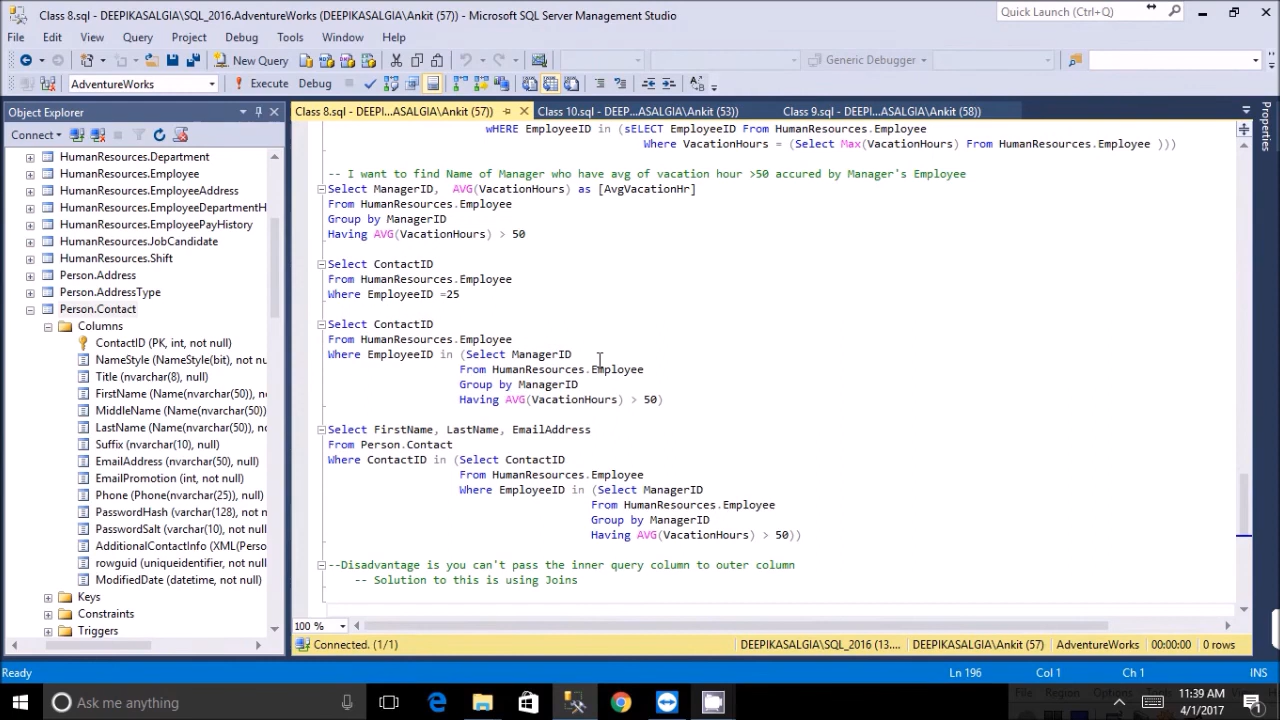 Class 8.sql - DEEPIKASALGIA\SQL_2016.AdventureWorks (DEEPIKASALGIA\Ankit (57)) - Microsoft SQL Server Management Studio
Quick Launch (Ctrl+Q)
File Edit View Query Project Debug Tools Window Help
New Query
Generic Debugger
AdventureWorks
Execute Debug
Object Explorer
Class 8.sql - DEEPI...ASALGIA\Ankit (57))
Class 10.sql - DEEP...ASALGIA\Ankit (53))
Class 9.sql - DEEPI...ASALGIA\Ankit (58))
Properties
Connect
HumanResources.Department
HumanResources.Employee
HumanResources.EmployeeAddress
HumanResources.EmployeeDepartmentH
HumanResources.EmployeePayHistory
HumanResources.JobCandidate
HumanResources.Shift
Person.Address
Person.AddressType
Person.Contact
Columns
ContactID (PK, int, not null)
NameStyle (NameStyle(bit), not nu
Title (nvarchar(8), null)
FirstName (Name(nvarchar(50)), n
MiddleName (Name(nvarchar(50))
LastName (Name(nvarchar(50)), n
Suffix (nvarchar(10), null)
EmailAddress (nvarchar(50), null)
EmailPromotion (int, not null)
Phone (Phone(nvarchar(25)), null)
PasswordHash (varchar(128), not n
PasswordSalt (varchar(10), not nul
AdditionalContactInfo (XML(Perso
rowguid (uniqueidentifier, not null)
ModifiedDate (datetime, not null)
Keys
Constraints
Triggers
wHERE EmployeeID in (sELECT EmployeeID From HumanResources.Employee
Where VacationHours = (Select Max(VacationHours) From HumanResources.Employee )))
-- I want to find Name of Manager who have avg of vacation hour >50 accured by Manager's Employee
Select ManagerID, AVG(VacationHours) as [AvgVacationHr]
From HumanResources.Employee
Group by ManagerID
Having AVG(VacationHours) > 50
Select ContactID
From HumanResources.Employee
Where EmployeeID =25
Select ContactID
From HumanResources.Employee
Where EmployeeID in (Select ManagerID
From HumanResources.Employee
Group by ManagerID
Having AVG(VacationHours) > 50)
Select FirstName, LastName, EmailAddress
From Person.Contact
Where ContactID in (Select ContactID
From HumanResources.Employee
Where EmployeeID in (Select ManagerID
From HumanResources.Employee
Group by ManagerID
Having AVG(VacationHours) > 50))
--Disadvantage is you can't pass the inner query column to outer column
-- Solution to this is using Joins
100 %
Connected. (1/1)
DEEPIKASALGIA\SQL_2016 (13.... DEEPIKASALGIA\Ankit (57) AdventureWorks 00:00:00 0 rows
Ready
Ln 196 Col 1 Ch 1 INS
Ask me anything
File Region Options
11:39 AM
4/1/2017